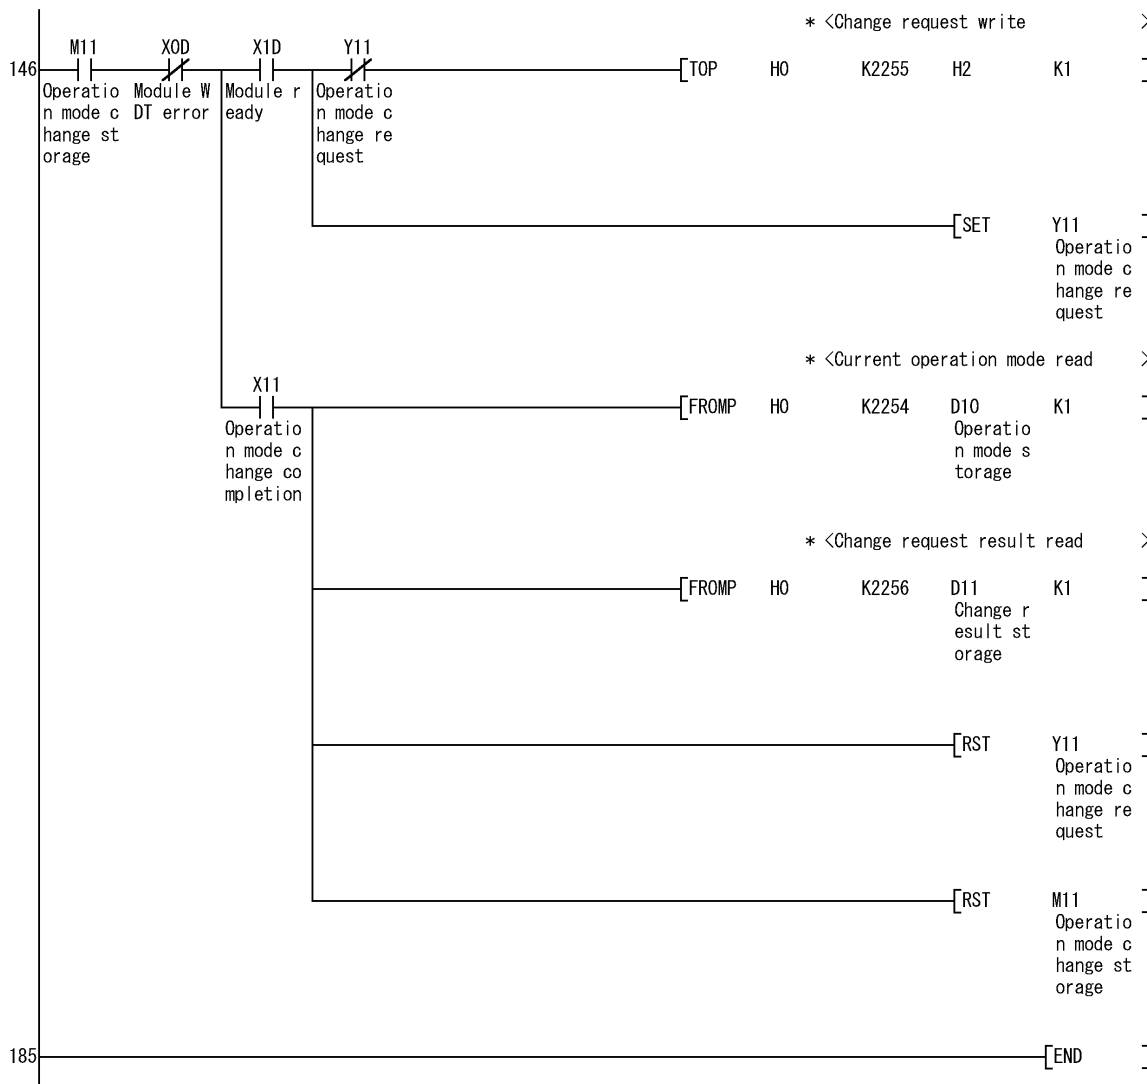 * <Change request write >
M11 X0D X1D Y11
146 [TOP H0 K2255 H2 K1 ]
Operatio Module W Module r Operatio
n mode c DT error eady n mode c
hange st hange re
orage quest
[SET Y11 ]
Operatio
n mode c
hange re
quest
* <Current operation mode read >
X11
[FROMP H0 K2254 D10 K1 ]
Operatio Operatio
n mode c n mode s
hange co torage
mpletion
* <Change request result read >
[FROMP H0 K2256 D11 K1 ]
Change r
esult st
orage
[RST Y11 ]
Operatio
n mode c
hange re
quest
[RST M11 ]
Operatio
n mode c
hange st
orage
185 [END ]